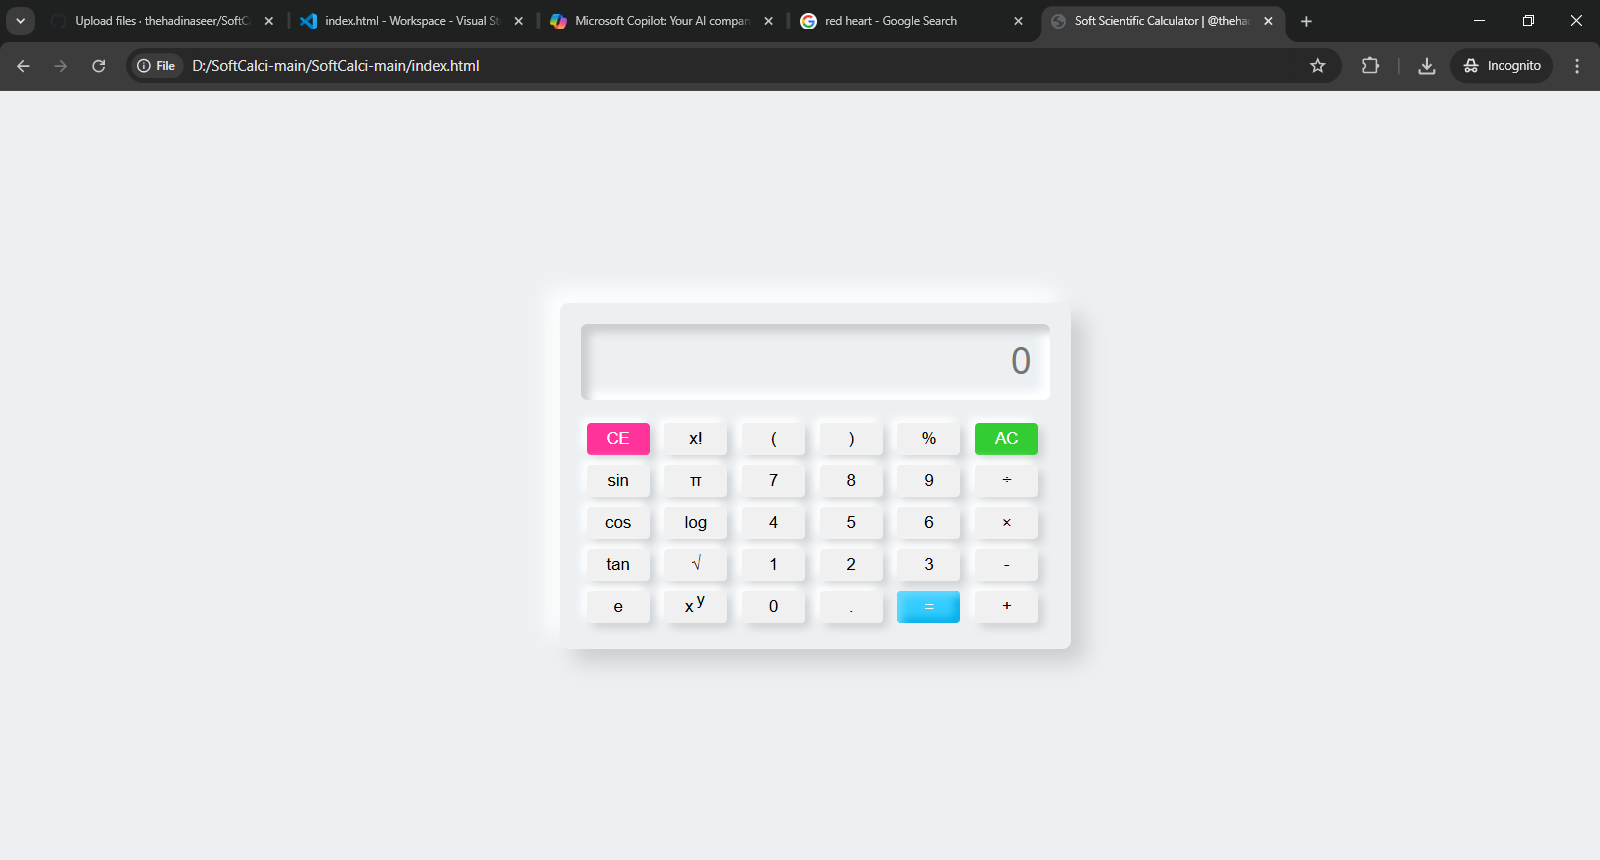 Upload files · thehadinaseer/SoftC
index.html - Workspace - Visual St
Microsoft Copilot: Your AI compan
red heart - Google Search
Soft Scientific Calculator | @theha
File
D:/SoftCalci-main/SoftCalci-main/index.html
Incognito
0
CE x! ( ) % AC
sin π 7 8 9 ÷
cos log 4 5 6 ×
tan √ 1 2 3 -
e x y 0 . = +